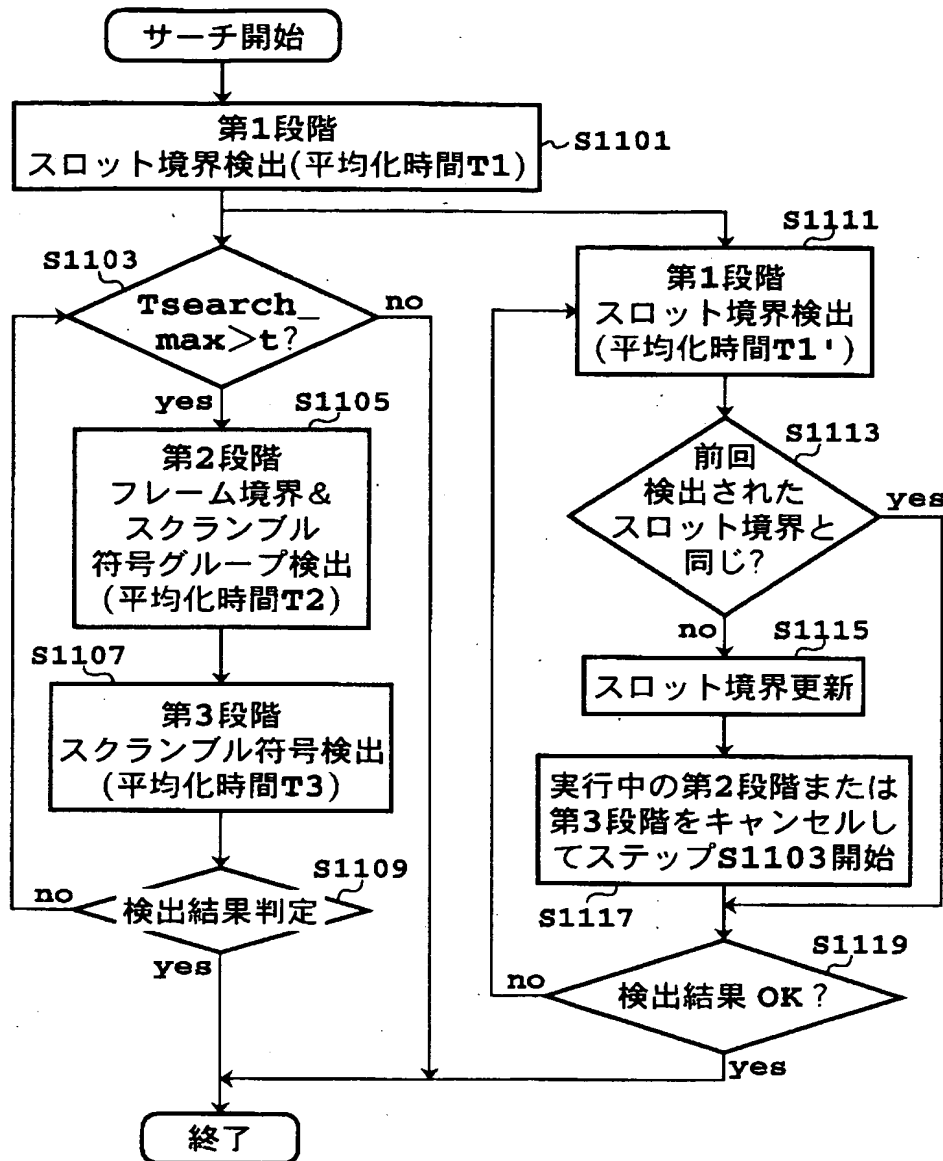 サーチ開始
第1段階
スロット境界検出(平均化時間T1)
S1101
S1103
Tsearch_
max＞t?
no
yes
S1105
第2段階
フレーム境界&
スクランブル
符号グループ検出
(平均化時間T2)
S1107
第3段階
スクランブル符号検出
(平均化時間T3)
S1109
検出結果判定
no
yes
S1111
第1段階
スロット境界検出
(平均化時間T1')
S1113
前回
検出された
スロット境界と
同じ?
yes
no
S1115
スロット境界更新
実行中の第2段階または
第3段階をキャンセルし
てステップS1103開始
S1117
S1119
検出結果 OK?
no
yes
終了